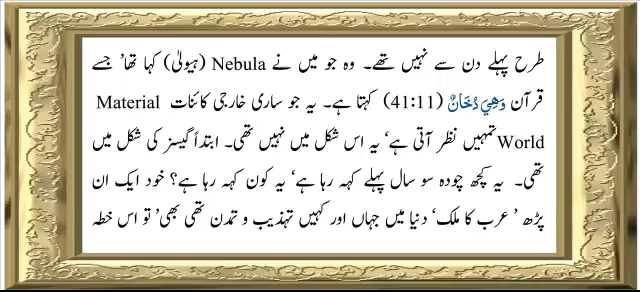 طرح پہلے دن سے نہیں تھے۔ وہ جو میں نے Nebula (ہیولیٰ) کہا تھا’ جسے
قرآن وَهِيَ دُخَانٌ (41:11) کہتا ہے۔ یہ جو ساری خارجی کائنات Material
World تمہیں نظر آتی ہے‘ یہ اس شکل میں نہیں تھی۔ ابتداً گیسز کی شکل میں
تھی۔ یہ کچھ چودہ سو سال پہلے کہہ رہا ہے‘ یہ کون کہہ رہا ہے؟ خود ایک ان
پڑھ ’ عرب کا ملک‘ دنیا میں جہاں اور کہیں تہذیب و تمدن تھی بھی’ تو اس خطہ